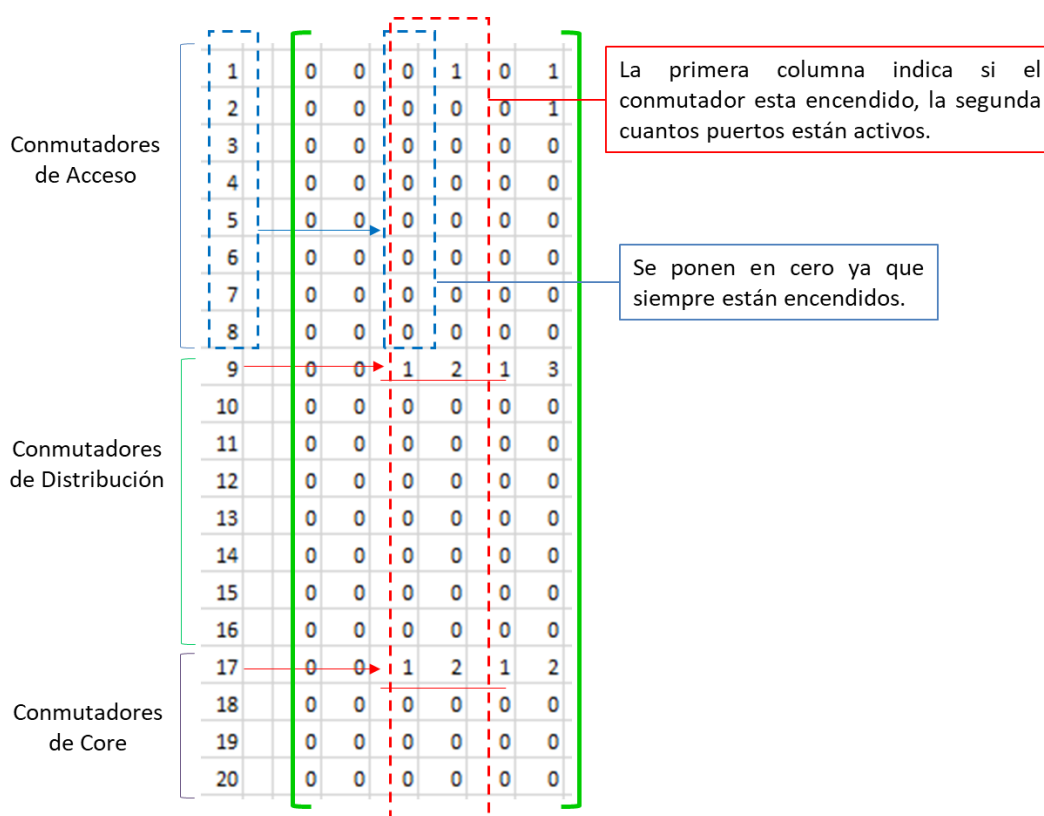 1 0 0 0 1 0 1
2 0 0 0 0 0 1
3 0 0 0 0 0 0
4 0 0 0 0 0 0
5 0 0 0 0 0 0
6 0 0 0 0 0 0
7 0 0 0 0 0 0
8 0 0 0 0 0 0
9 0 0 1 2 1 3
10 0 0 0 0 0 0
11 0 0 0 0 0 0
12 0 0 0 0 0 0
13 0 0 0 0 0 0
14 0 0 0 0 0 0
15 0 0 0 0 0 0
16 0 0 0 0 0 0
17 0 0 1 2 1 2
18 0 0 0 0 0 0
19 0 0 0 0 0 0
20 0 0 0 0 0 0
Conmutadores
de Acceso
Conmutadores
de Distribución
Conmutadores
de Core
La primera columna indica si el
conmutador esta encendido, la segunda
cuantos puertos están activos.
Se ponen en cero ya que
siempre están encendidos.